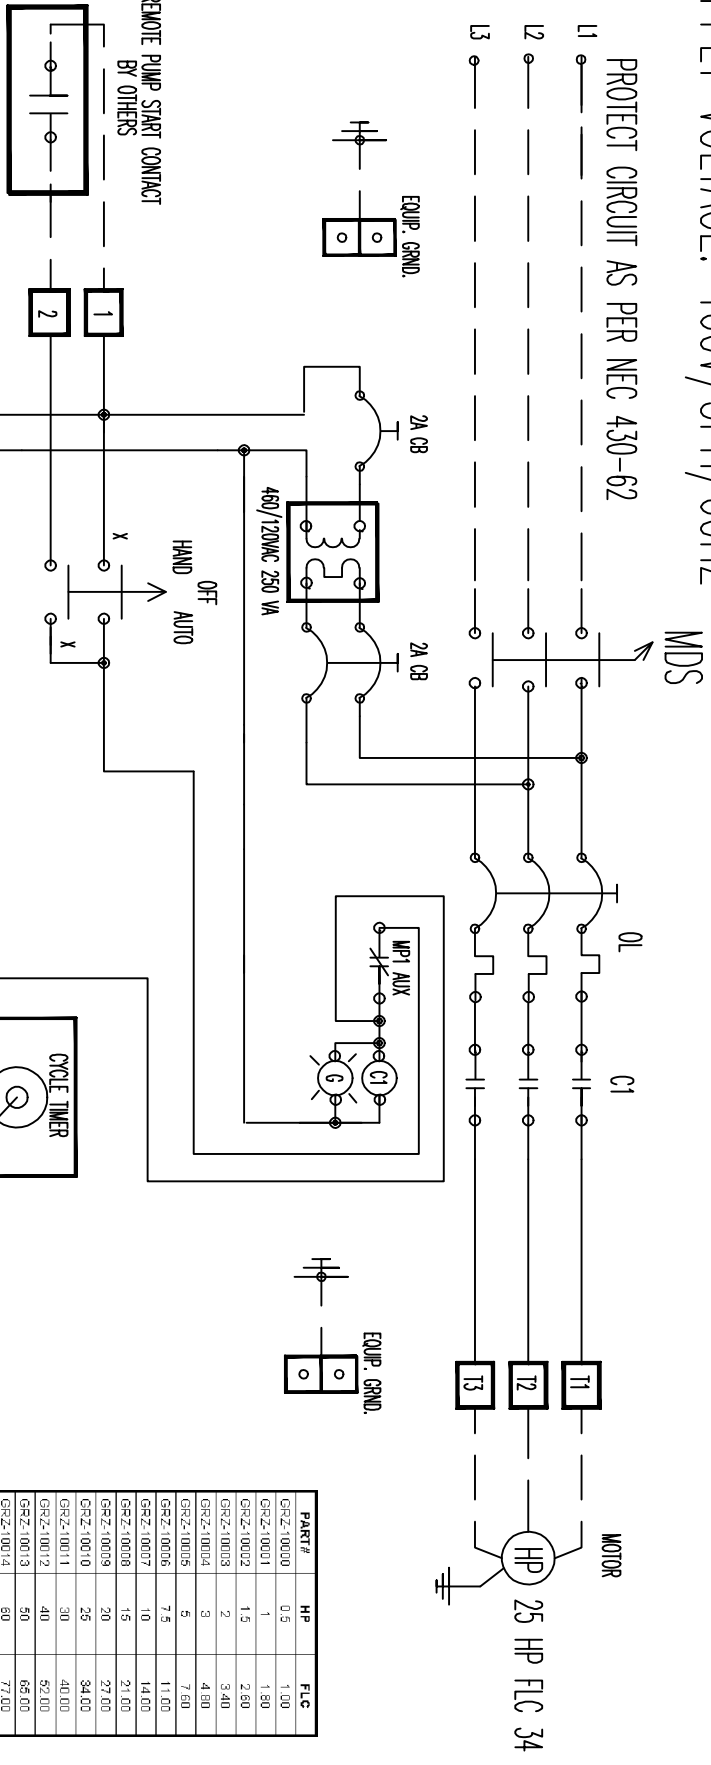 VOLTAGE: 460V/3PH/60HZ
PROTECT CIRCUIT AS PER NEC 430-62
MDS
L1
L2
L3
OL
C1
T1
T2
T3
MOTOR
HP
25 HP FLC 34
EQUIP. GRND.
2A CB
2A CB
460/120VAC 250 VA
MP1 AUX
C1
G
EQUIP. GRND.
REMOTE PUMP START CONTACT
BY OTHERS
1
2
OFF
HAND AUTO
X
X
CYCLE TIMER
PART# HP FLC
GRZ-10000 0.5 1.00
GRZ-10001 1 1.80
GRZ-10002 1.5 2.60
GRZ-10003 2 3.40
GRZ-10004 3 4.80
GRZ-10005 5 7.60
GRZ-10006 7.5 11.00
GRZ-10007 10 14.00
GRZ-10008 15 21.00
GRZ-10009 20 27.00
GRZ-10010 25 34.00
GRZ-10011 30 40.00
GRZ-10012 40 52.00
GRZ-10013 50 65.00
GRZ-10014 60 77.00